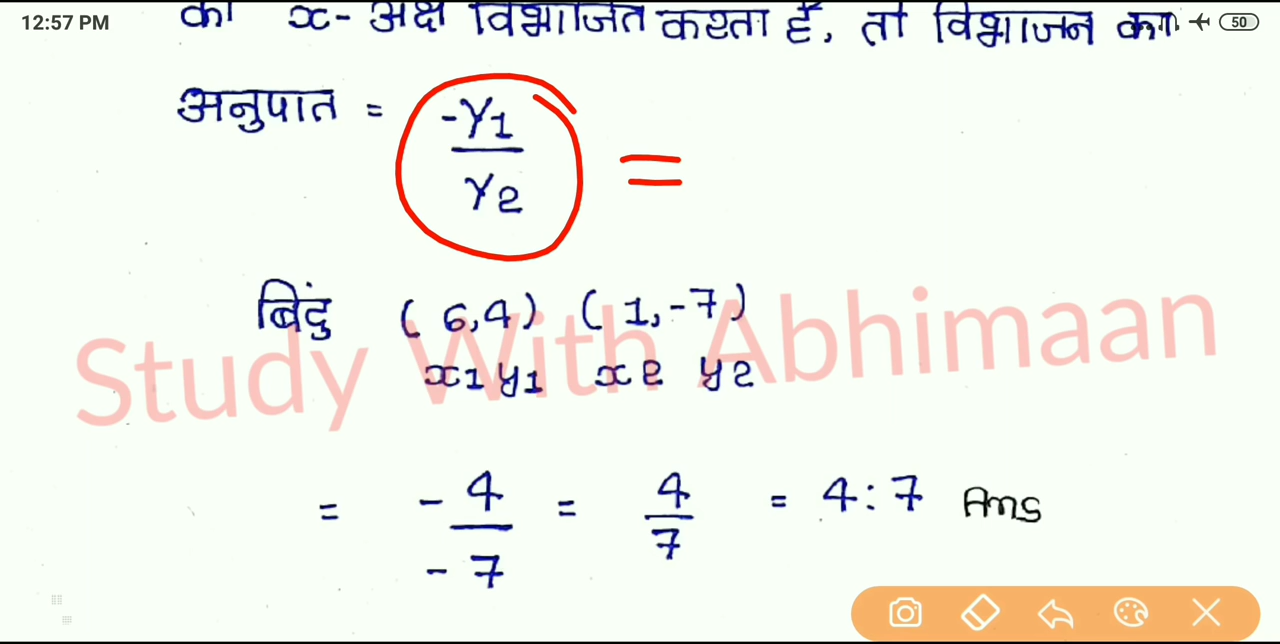 12:57 PM 50
को x- अक्ष विभाजित करता है, तो विभाजन का
अनुपात = -y1/y2 =
बिंदु (6,4) (1,-7)
x1 y1 x2 y2
Study With Abhimaan
= -4/-7 = 4/7 = 4:7 Ans